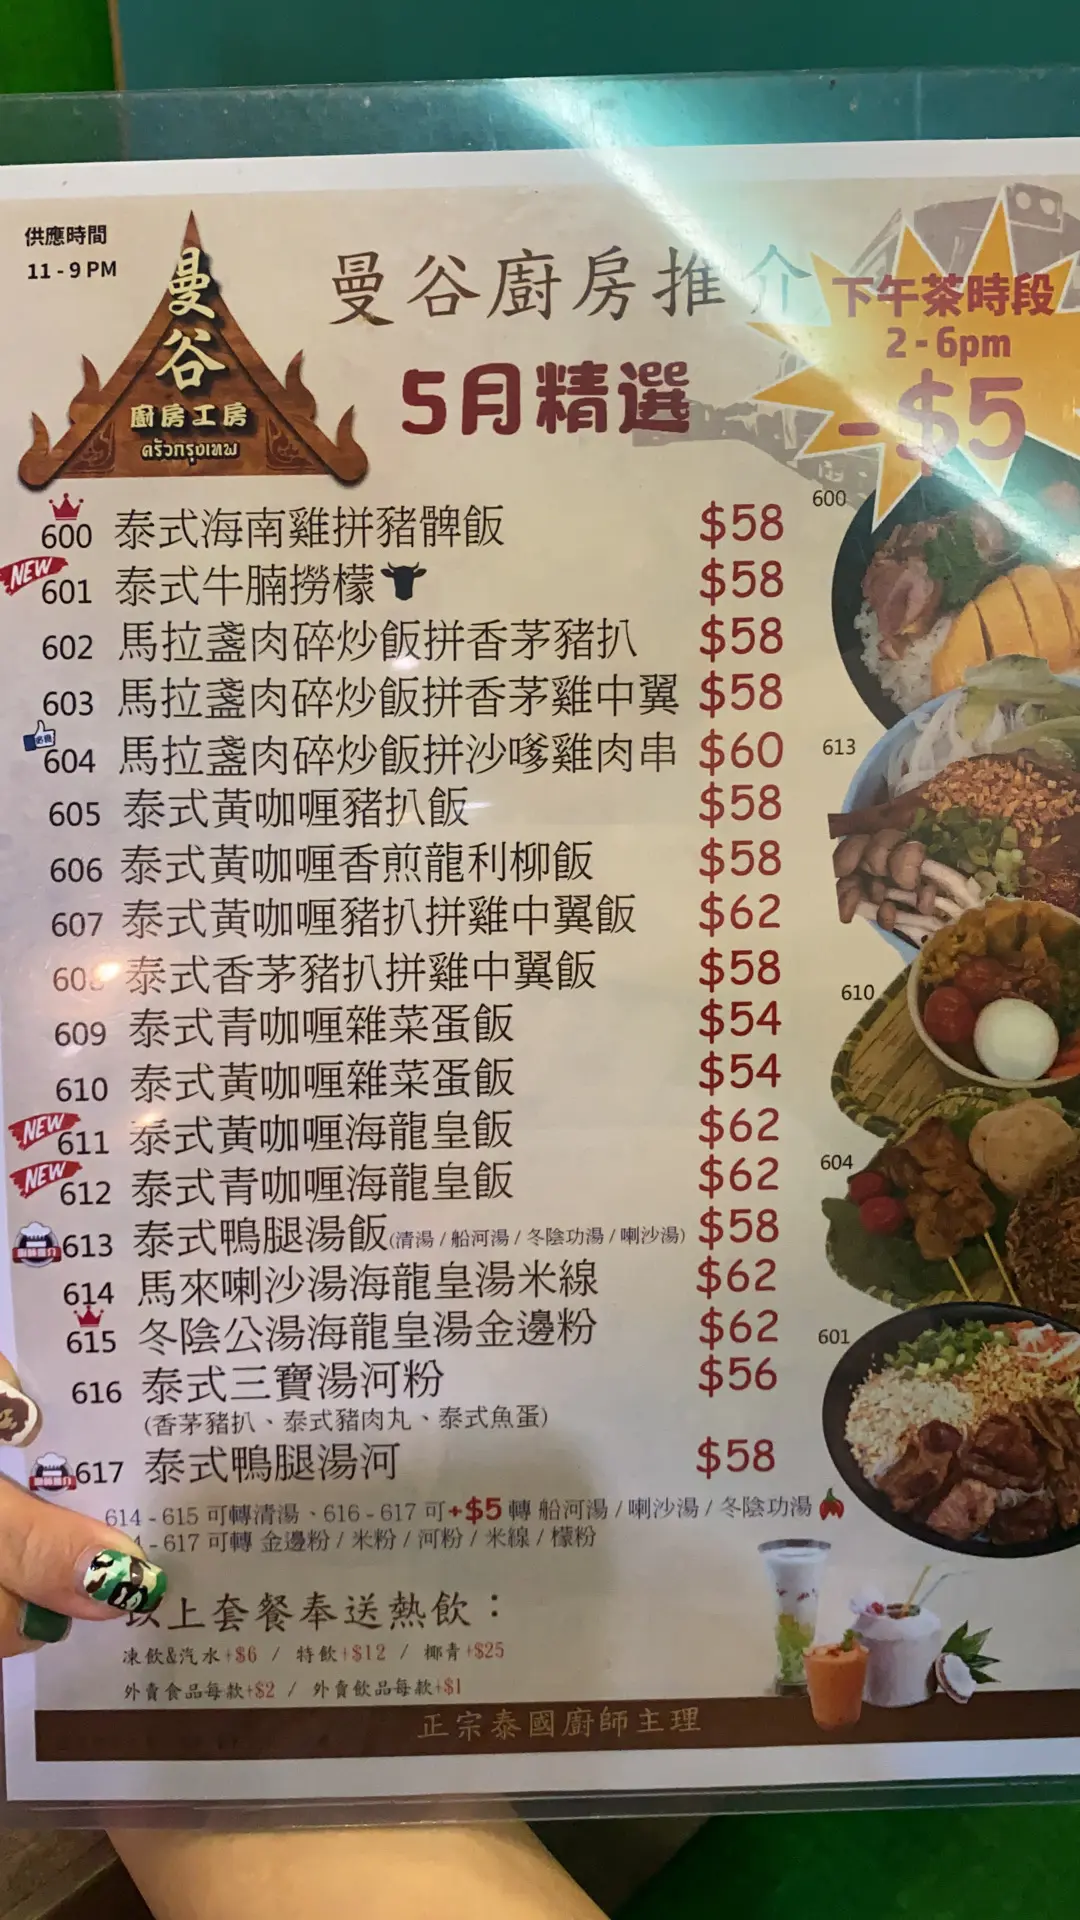 供應時間
11 - 9 PM
曼谷
廚房工房
ครัวกรุงเทพ
曼谷廚房推介
5月精選
下午茶時段
2 - 6pm
-$5
600 泰式海南雞拼豬髀飯 $58
NEW 601 泰式牛腩撈檬 $58
602 馬拉盞肉碎炒飯拼香茅豬扒 $58
603 馬拉盞肉碎炒飯拼香茅雞中翼 $58
604 馬拉盞肉碎炒飯拼沙嗲雞肉串 $60
605 泰式黃咖喱豬扒飯 $58
606 泰式黃咖喱香煎龍利柳飯 $58
607 泰式黃咖喱豬扒拼雞中翼飯 $62
608 泰式香茅豬扒拼雞中翼飯 $58
609 泰式青咖喱雜菜蛋飯 $54
610 泰式黃咖喱雜菜蛋飯 $54
NEW 611 泰式黃咖喱海龍皇飯 $62
NEW 612 泰式青咖喱海龍皇飯 $62
613 泰式鴨腿湯飯(清湯 / 船河湯 / 冬陰功湯 / 喇沙湯) $58
614 馬來喇沙湯海龍皇湯米線 $62
615 冬陰公湯海龍皇湯金邊粉 $62
616 泰式三寶湯河粉 $56
(香茅豬扒、泰式豬肉丸、泰式魚蛋)
617 泰式鴨腿湯河 $58
614 - 615 可轉清湯、616 - 617 可+$5 轉 船河湯 / 喇沙湯 / 冬陰功湯
- 617 可轉 金邊粉 / 米粉 / 河粉 / 米線 / 檬粉
以上套餐奉送熱飲：
凍飲&汽水+$6 / 特飲+$12 / 椰青+$25
外賣食品每款+$2 / 外賣飲品每款+$1
正宗泰國廚師主理
600
613
610
604
601